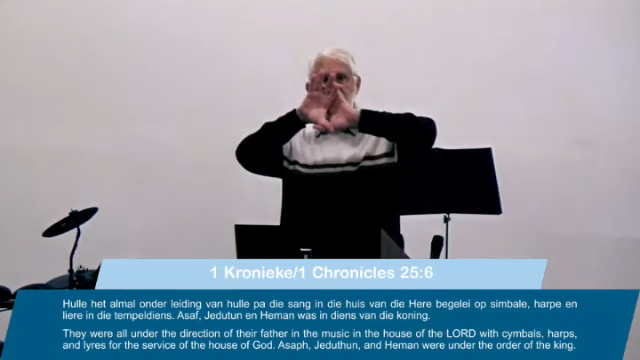 1 Kronieke/1 Chronicles 25:6
Hulle het almal onder leiding van hulle pa die sang in die huis van die Here begelei op simbale, harpe en
liere in die tempeldiens. Asaf, Jedutun en Heman was in diens van die koning.
They were all under the direction of their father in the music in the house of the LORD with cymbals, harps,
and lyres for the service of the house of God. Asaph, Jeduthun, and Heman were under the order of the king.